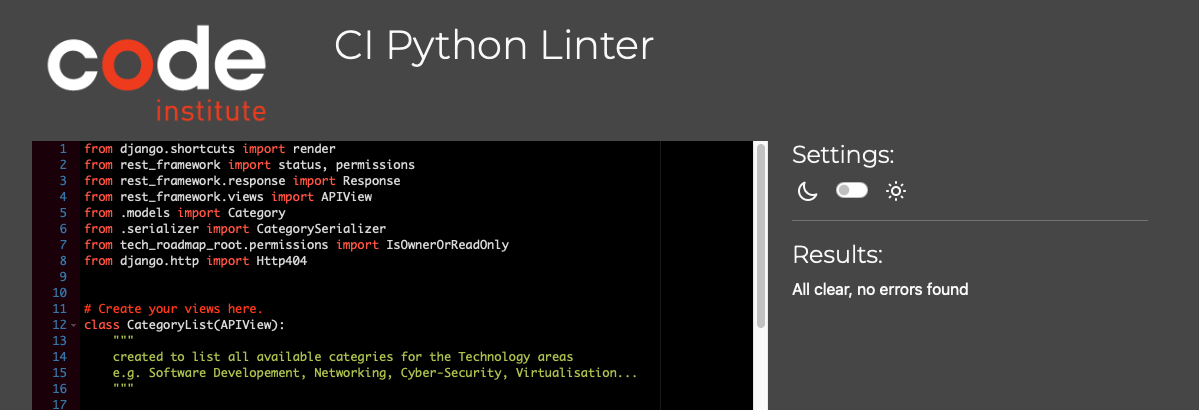 code
institute
CI Python Linter
1 from django.shortcuts import render
2 from rest_framework import status, permissions
3 from rest_framework.response import Response
4 from rest_framework.views import APIView
5 from .models import Category
6 from .serializer import CategorySerializer
7 from tech_roadmap_root.permissions import IsOwnerOrReadOnly
8 from django.http import Http404
9
10
11 # Create your views here.
12 class CategoryList(APIView):
13 """
14 created to list all available categries for the Technology areas
15 e.g. Software Developement, Networking, Cyber-Security, Virtualisation...
16 """
17
Settings:
Results:
All clear, no errors found